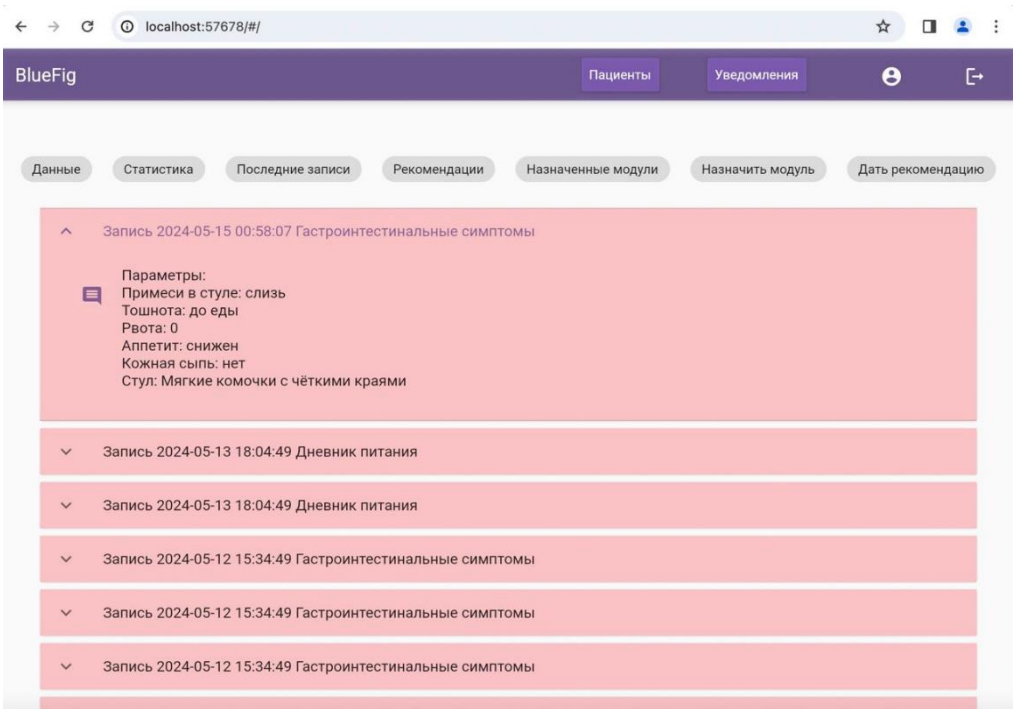 localhost:57678/#/
BlueFig
Пациенты
Уведомления
Данные
Статистика
Последние записи
Рекомендации
Назначенные модули
Назначить модуль
Дать рекомендацию
Запись 2024-05-15 00:58:07 Гастроинтестинальные симптомы
Параметры:
Примеси в стуле: слизь
Тошнота: до еды
Рвота: 0
Аппетит: снижен
Кожная сыпь: нет
Стул: Мягкие комочки с чёткими краями
Запись 2024-05-13 18:04:49 Дневник питания
Запись 2024-05-13 18:04:49 Дневник питания
Запись 2024-05-12 15:34:49 Гастроинтестинальные симптомы
Запись 2024-05-12 15:34:49 Гастроинтестинальные симптомы
Запись 2024-05-12 15:34:49 Гастроинтестинальные симптомы